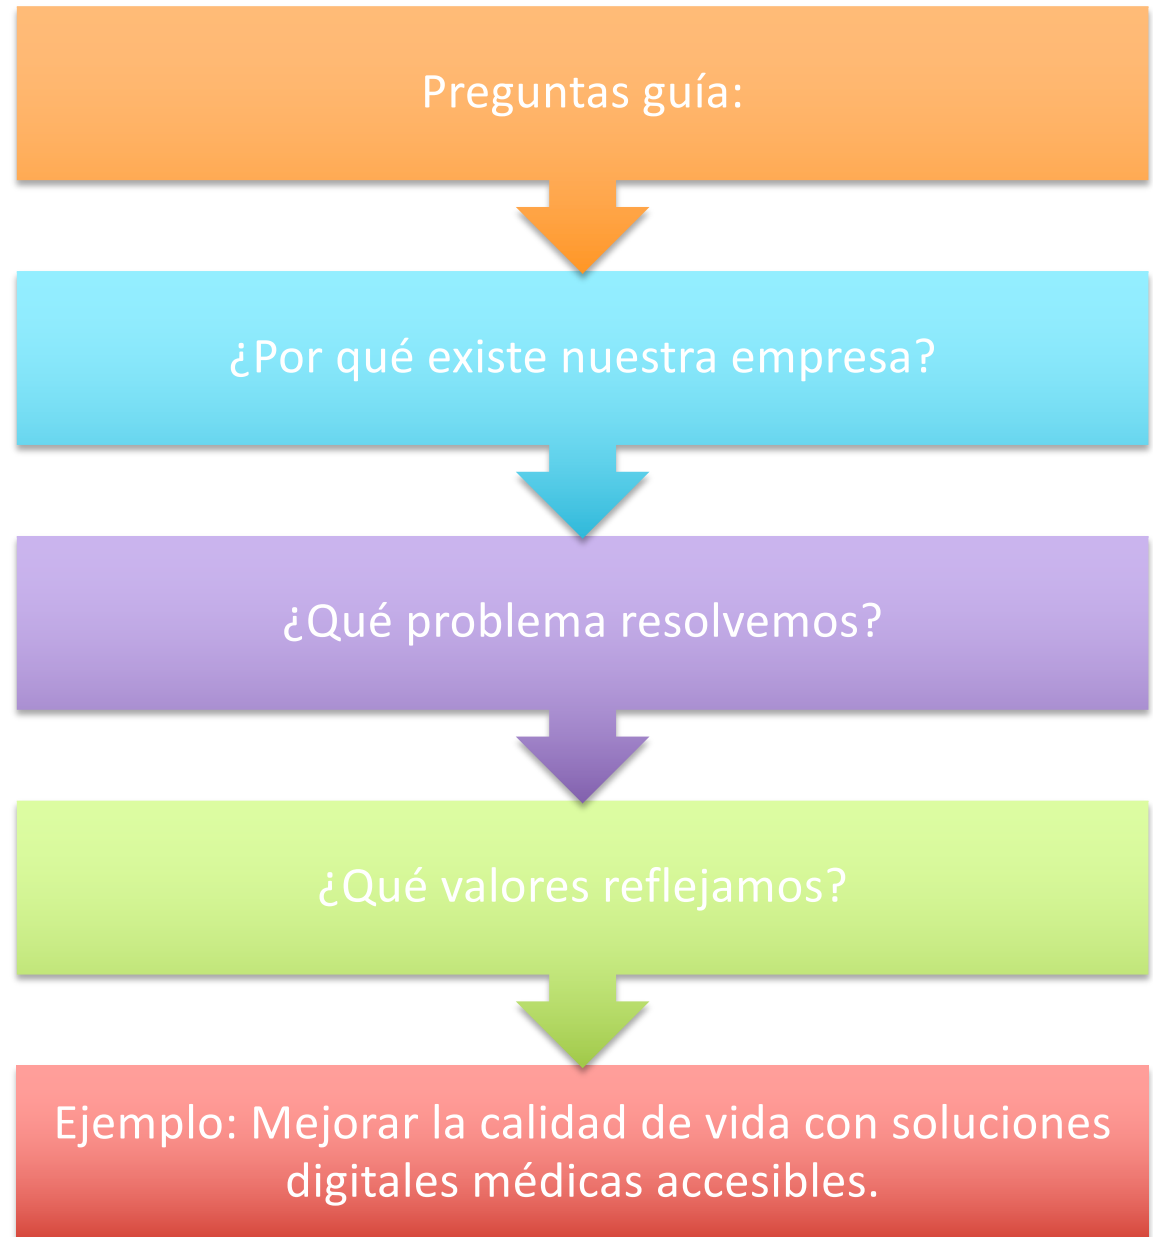 Preguntas guía:
¿Por qué existe nuestra empresa?
¿Qué problema resolvemos?
¿Qué valores reflejamos?
Ejemplo: Mejorar la calidad de vida con soluciones
digitales médicas accesibles.